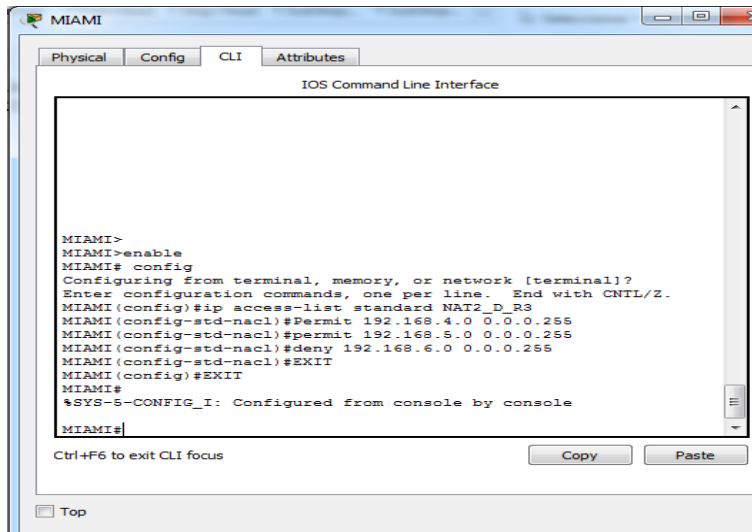 MIAMI
Physical Config CLI Attributes
IOS Command Line Interface
MIAMI>
MIAMI>enable
MIAMI# config
Configuring from terminal, memory, or network [terminal]?
Enter configuration commands, one per line.  End with CNTL/Z.
MIAMI(config)#ip access-list standard NAT2_D_R3
MIAMI(config-std-nacl)#Permit 192.168.4.0 0.0.0.255
MIAMI(config-std-nacl)#permit 192.168.5.0 0.0.0.255
MIAMI(config-std-nacl)#deny 192.168.6.0 0.0.0.255
MIAMI(config-std-nacl)#EXIT
MIAMI(config)#EXIT
MIAMI#
%SYS-5-CONFIG_I: Configured from console by console
MIAMI#
Ctrl+F6 to exit CLI focus
Copy Paste
Top